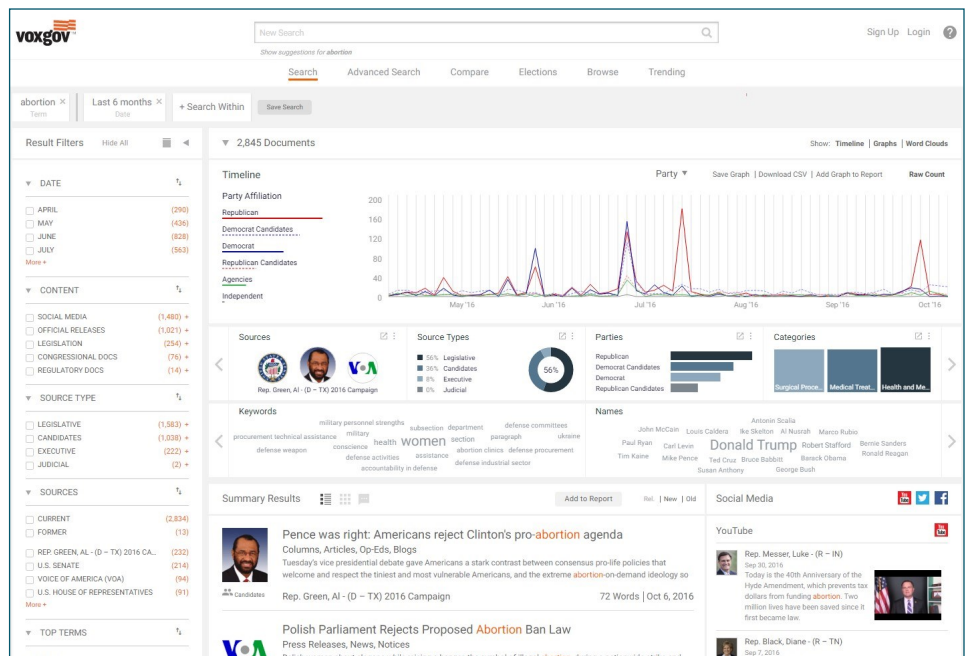 voxgov
New Search
Sign Up Login ?
Show suggestions for abortion
Search Advanced Search Compare Elections Browse Trending
abortion × Last 6 months × + Search Within Save Search
Term Date
Result Filters Hide All
2,845 Documents
Show: Timeline | Graphs | Word Clouds
DATE
APRIL (290)
MAY (436)
JUNE (828)
JULY (563)
More +
CONTENT
SOCIAL MEDIA (1,480) +
OFFICIAL RELEASES (1,021) +
LEGISLATION (254) +
CONGRESSIONAL DOCS (76) +
REGULATORY DOCS (14) +
SOURCE TYPE
LEGISLATIVE (1,583) +
CANDIDATES (1,038) +
EXECUTIVE (222) +
JUDICIAL (2) +
SOURCES
CURRENT (2,834)
FORMER (13)
REP. GREEN, AL - (D – TX) 2016 CA... (232)
U.S. SENATE (214)
VOICE OF AMERICA (VOA) (94)
U.S. HOUSE OF REPRESENTATIVES (91)
More +
TOP TERMS
Timeline
Party Save Graph | Download CSV | Add Graph to Report Raw Count
Party Affiliation
Republican
Democrat Candidates
Democrat
Republican Candidates
Agencies
Independent
200
160
120
80
40
0
May '16 Jun '16 Jul '16 Aug '16 Sep '16 Oct '16
Sources
VOA
Rep. Green, Al - (D – TX) 2016 Campaign
Source Types
56% Legislative
36% Candidates
8% Executive
0% Judicial
56%
Parties
Republican
Democrat Candidates
Democrat
Republican Candidates
Categories
Surgical Proce... Medical Treat... Health and Me...
Keywords
military personnel strengths subsection department defense committees
procurement technical assistance military conscience health women section paragraph ukraine
defense weapon defense activities assistance abortion clinics defense procurement
accountability in defense defense industrial sector
Names
Antonin Scalia
John McCain Louis Caldera Ike Skelton Al Nusrah Marco Rubio
Paul Ryan Carl Levin Donald Trump Robert Stafford Bernie Sanders
Tim Kaine Mike Pence Ted Cruz Bruce Babbitt Barack Obama Ronald Reagan
Susan Anthony George Bush
Summary Results
Add to Report Rel. | New | Old
Pence was right: Americans reject Clinton's pro-abortion agenda
Columns, Articles, Op-Eds, Blogs
Tuesday's vice presidential debate gave Americans a stark contrast between consensus pro-life policies that
welcome and respect the tiniest and most vulnerable Americans, and the extreme abortion-on-demand ideology so
Candidates Rep. Green, Al - (D – TX) 2016 Campaign 72 Words | Oct 6, 2016
VOA
Polish Parliament Rejects Proposed Abortion Ban Law
Press Releases, News, Notices
Social Media
YouTube
Rep. Messer, Luke - (R – IN)
Sep 30, 2016
Today is the 40th Anniversary of the
Hyde Amendment, which prevents tax
dollars from funding abortion. Two
million lives have been saved since it
first became law.
Rep. Black, Diane - (R – TN)
Sep 7, 2016